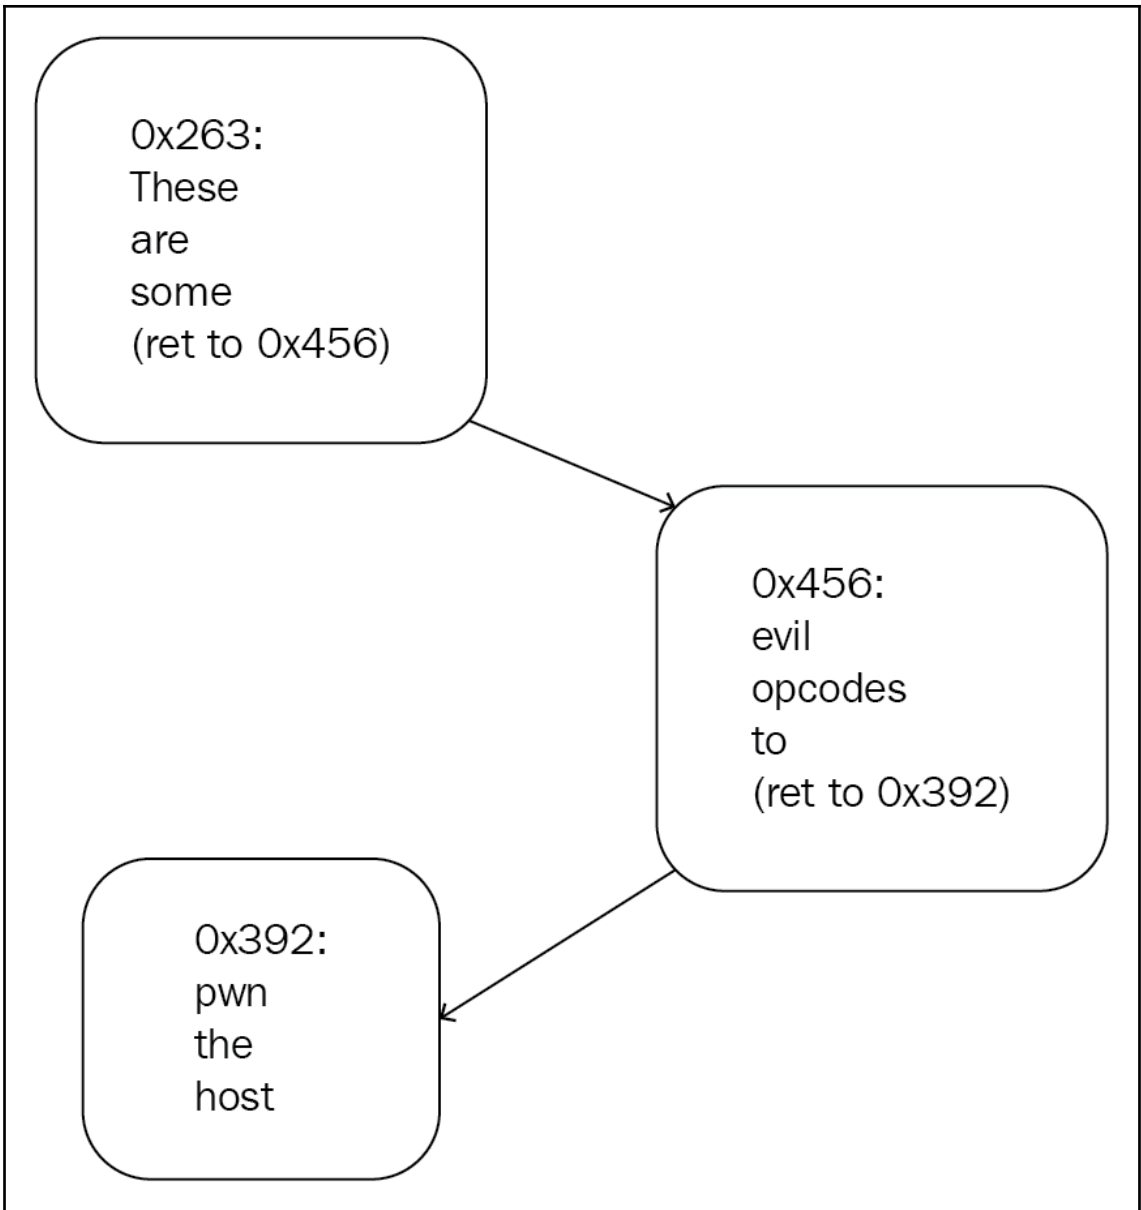 0x263:
These
are
some
(ret to 0x456)
0x456:
evil
opcodes
to
(ret to 0x392)
0x392:
pwn
the
host